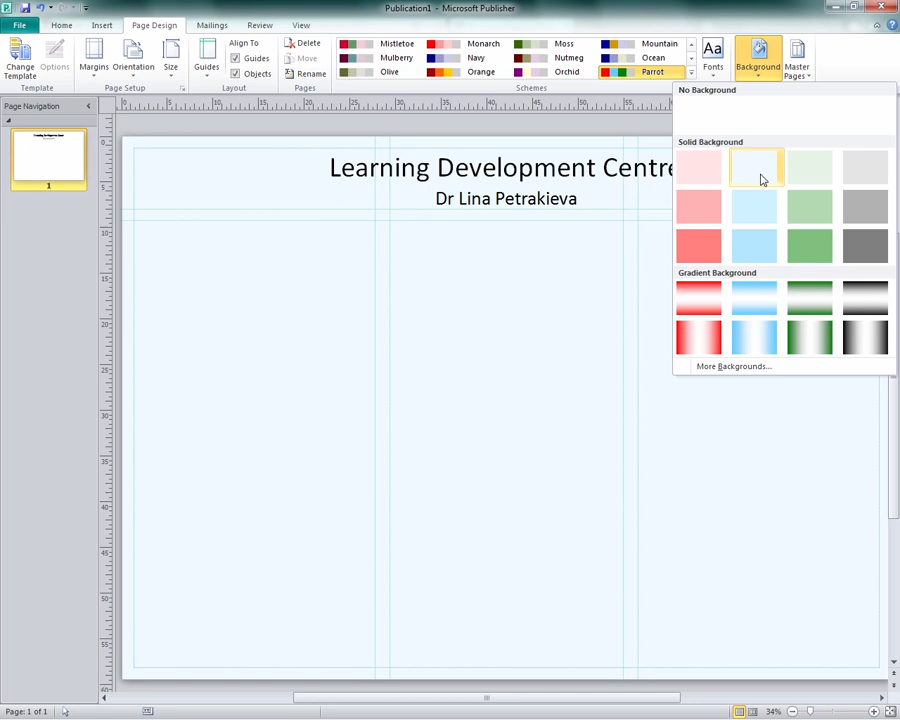 Publication1 - Microsoft Publisher
File Home Insert Page Design Mailings Review View
Change Template Options Margins Orientation Size Guides Align To Guides Objects Delete Move Rename Mistletoe Monarch Moss Mountain Fonts Background Master Pages
Mulberry Navy Nutmeg Ocean
Olive Orange Orchid Parrot
Template Page Setup Layout Pages Schemes
Page Navigation
1
No Background
Solid Background
Gradient Background
More Backgrounds...
Learning Development Centre
Dr Lina Petrakieva
Page: 1 of 1
34%